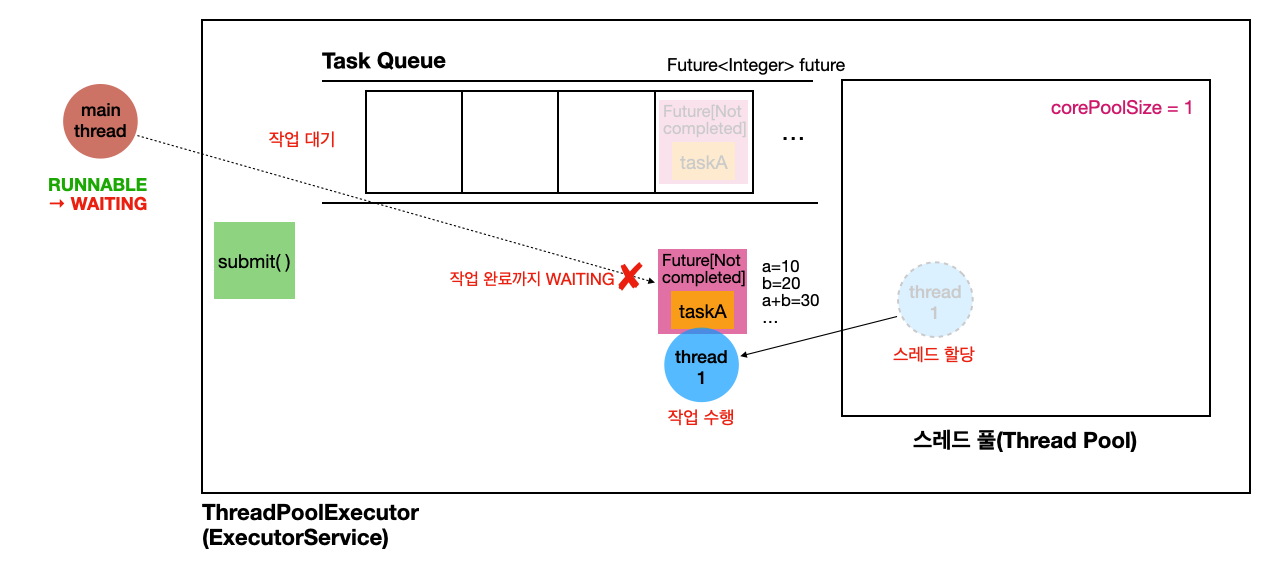 Task Queue
Future<Integer> future
main
thread
RUNNABLE
→ WAITING
작업 대기
Future[Not
completed]
taskA
...
corePoolSize = 1
submit( )
작업 완료까지 WAITING
Future[Not
completed]
taskA
a=10
b=20
a+b=30
...
thread
1
작업 수행
thread
1
스레드 할당
스레드 풀(Thread Pool)
ThreadPoolExecutor
(ExecutorService)